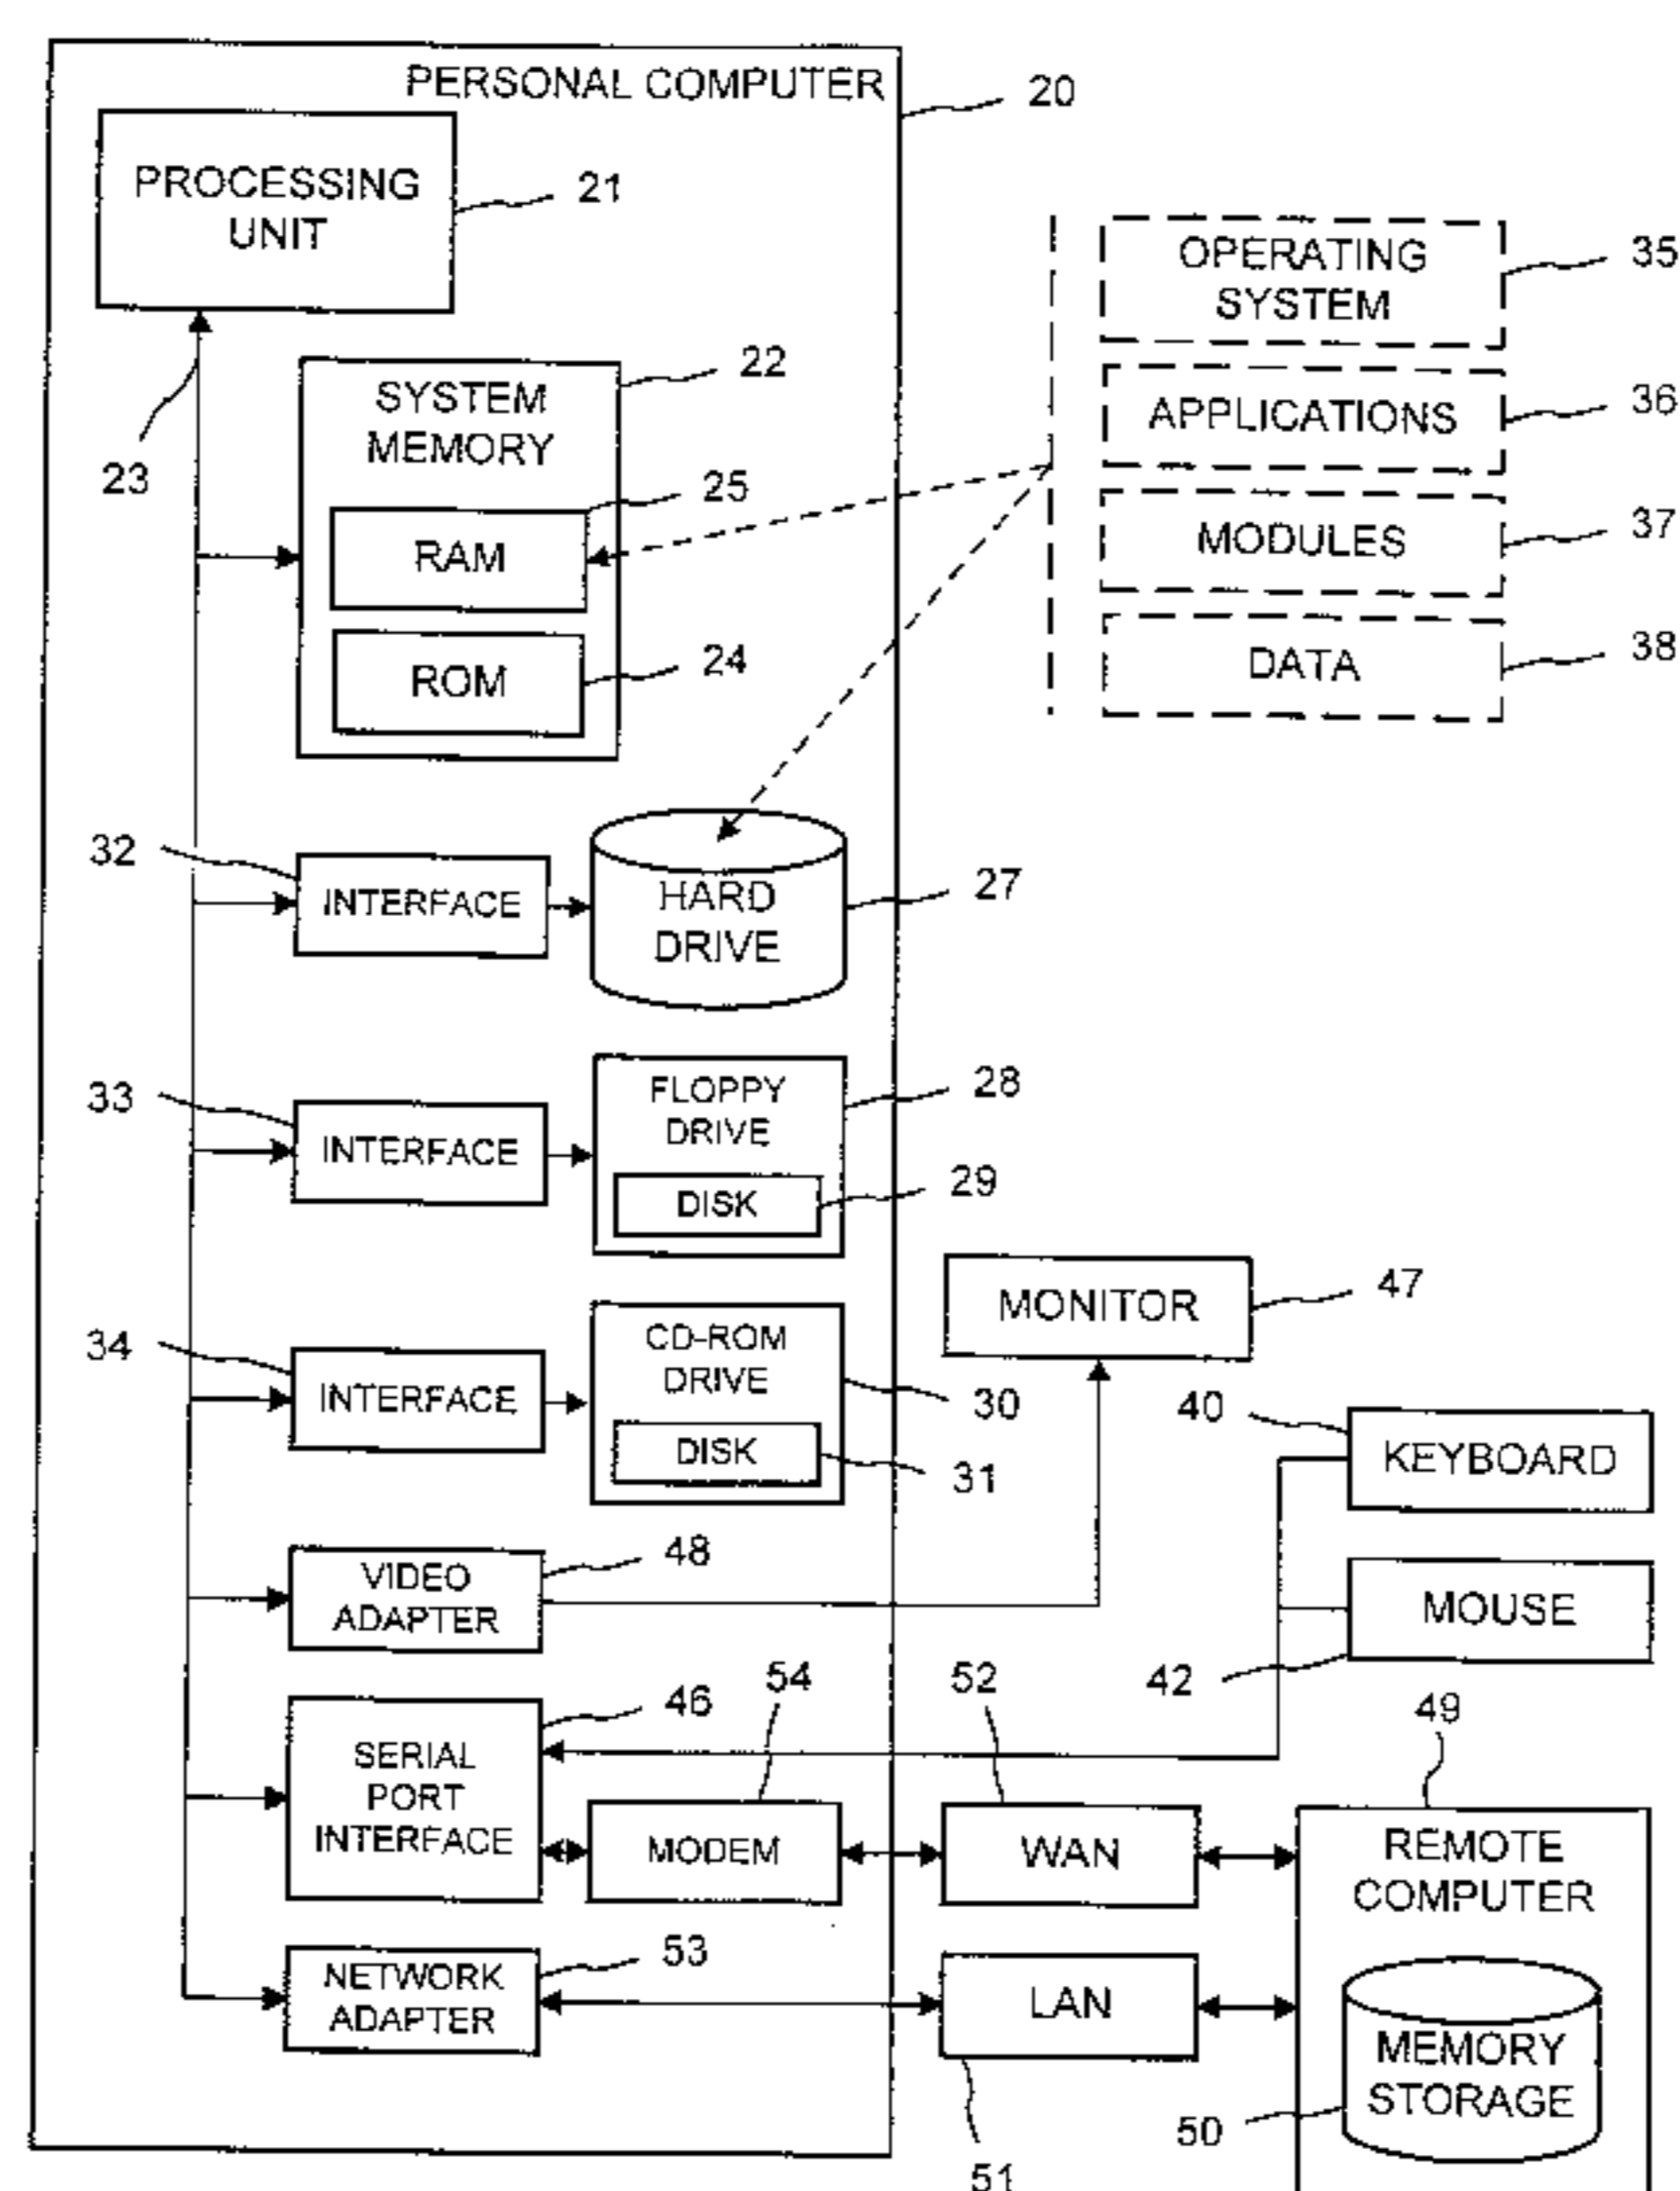 PERSONAL COMPUTER
20
PROCESSING
UNIT
21
23
SYSTEM
MEMORY
22
RAM
25
ROM
24
OPERATING
SYSTEM
35
APPLICATIONS
36
MODULES
37
DATA
38
32
INTERFACE
HARD
DRIVE
27
33
INTERFACE
FLOPPY
DRIVE
28
DISK
29
34
INTERFACE
CD-ROM
DRIVE
30
DISK
31
MONITOR
47
40
KEYBOARD
MOUSE
42
VIDEO
ADAPTER
48
SERIAL
PORT
INTERFACE
46
MODEM
54
WAN
52
49
REMOTE
COMPUTER
MEMORY
STORAGE
50
NETWORK
ADAPTER
53
LAN
51